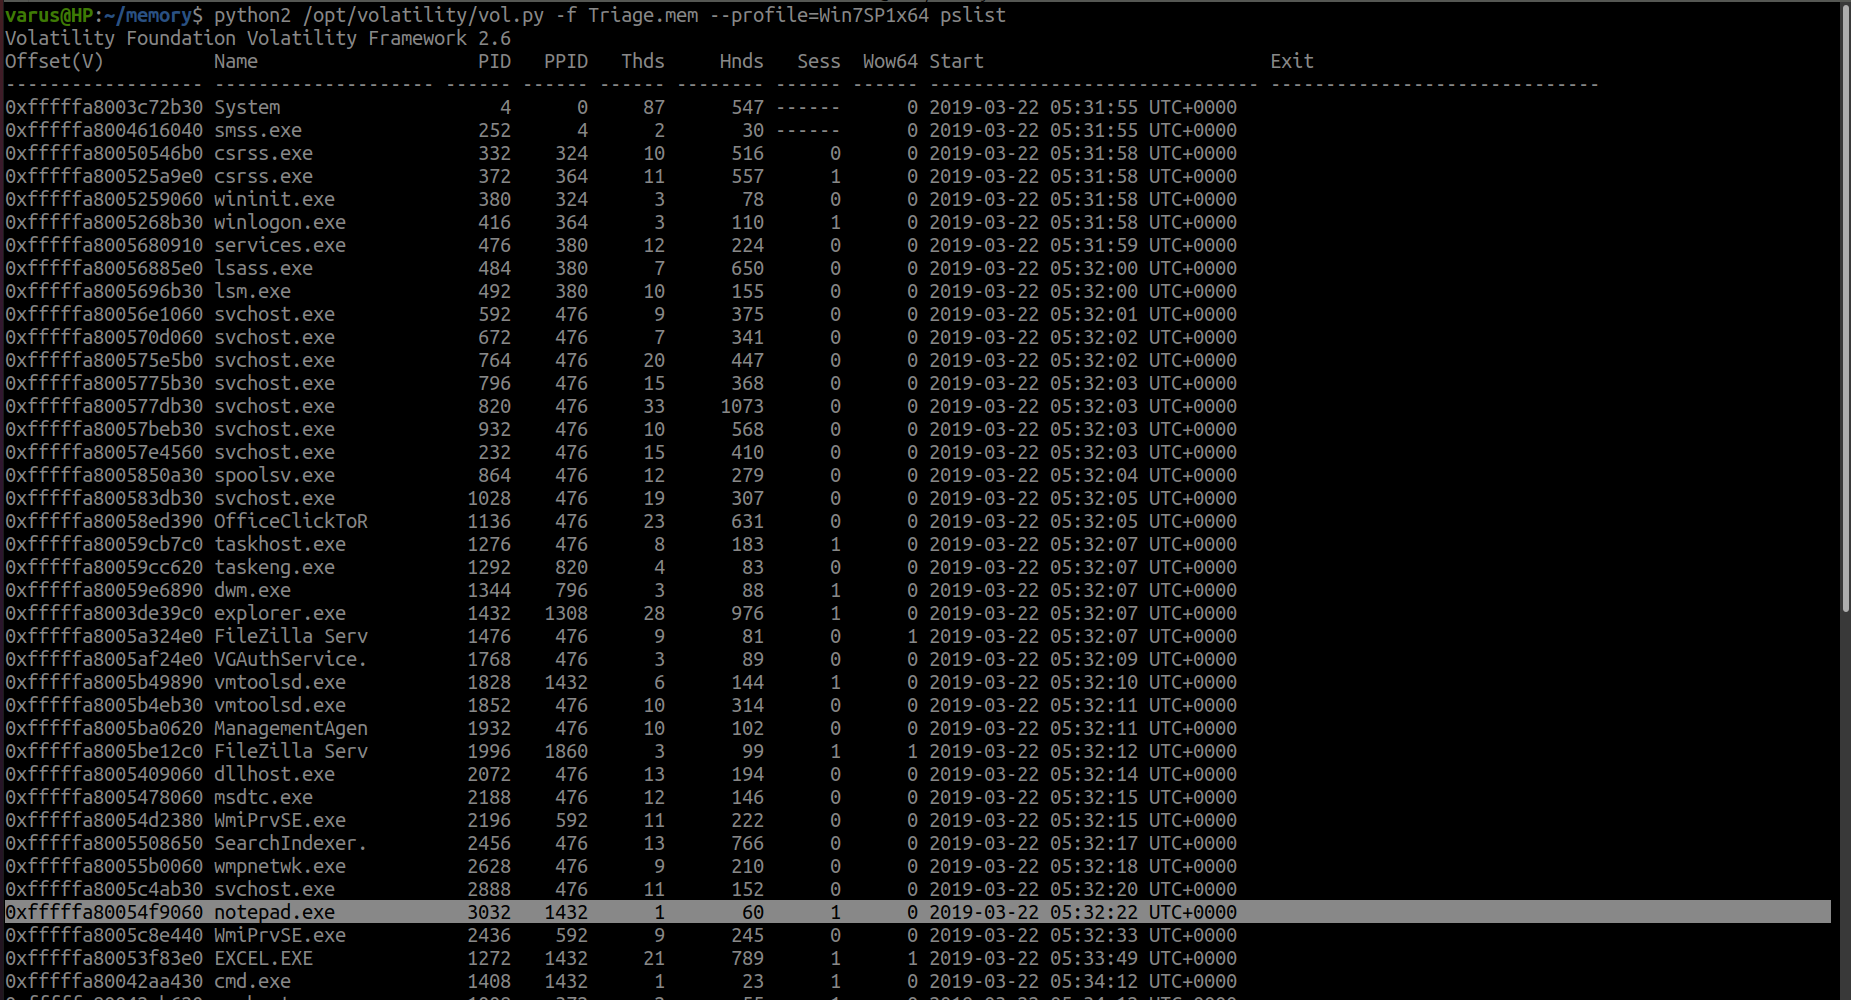 varus@HP:~/memory$ python2 /opt/volatility/vol.py -f Triage.mem --profile=Win7SP1x64 pslist
Volatility Foundation Volatility Framework 2.6
Offset(V)          Name                    PID   PPID   Thds     Hnds   Sess  Wow64 Start                          Exit
------------------ -------------------- ------ ------ ------ -------- ------ ------ ------------------------------ ------------------------------
0xfffffa8003c72b30 System                    4      0     87      547 ------      0 2019-03-22 05:31:55 UTC+0000
0xfffffa8004616040 smss.exe                252      4      2       30 ------      0 2019-03-22 05:31:55 UTC+0000
0xfffffa80050546b0 csrss.exe               332    324     10      516      0      0 2019-03-22 05:31:58 UTC+0000
0xfffffa800525a9e0 csrss.exe               372    364     11      557      1      0 2019-03-22 05:31:58 UTC+0000
0xfffffa8005259060 wininit.exe             380    324      3       78      0      0 2019-03-22 05:31:58 UTC+0000
0xfffffa8005268b30 winlogon.exe            416    364      3      110      1      0 2019-03-22 05:31:58 UTC+0000
0xfffffa8005680910 services.exe            476    380     12      224      0      0 2019-03-22 05:31:59 UTC+0000
0xfffffa80056885e0 lsass.exe               484    380      7      650      0      0 2019-03-22 05:32:00 UTC+0000
0xfffffa8005696b30 lsm.exe                 492    380     10      155      0      0 2019-03-22 05:32:00 UTC+0000
0xfffffa80056e1060 svchost.exe             592    476      9      375      0      0 2019-03-22 05:32:01 UTC+0000
0xfffffa800570d060 svchost.exe             672    476      7      341      0      0 2019-03-22 05:32:02 UTC+0000
0xfffffa800575e5b0 svchost.exe             764    476     20      447      0      0 2019-03-22 05:32:02 UTC+0000
0xfffffa8005775b30 svchost.exe             796    476     15      368      0      0 2019-03-22 05:32:03 UTC+0000
0xfffffa800577db30 svchost.exe             820    476     33     1073      0      0 2019-03-22 05:32:03 UTC+0000
0xfffffa80057beb30 svchost.exe             932    476     10      568      0      0 2019-03-22 05:32:03 UTC+0000
0xfffffa80057e4560 svchost.exe             232    476     15      410      0      0 2019-03-22 05:32:03 UTC+0000
0xfffffa8005850a30 spoolsv.exe             864    476     12      279      0      0 2019-03-22 05:32:04 UTC+0000
0xfffffa800583db30 svchost.exe            1028    476     19      307      0      0 2019-03-22 05:32:05 UTC+0000
0xfffffa80058ed390 OfficeClickToR         1136    476     23      631      0      0 2019-03-22 05:32:05 UTC+0000
0xfffffa80059cb7c0 taskhost.exe           1276    476      8      183      1      0 2019-03-22 05:32:07 UTC+0000
0xfffffa80059cc620 taskeng.exe            1292    820      4       83      0      0 2019-03-22 05:32:07 UTC+0000
0xfffffa80059e6890 dwm.exe                1344    796      3       88      1      0 2019-03-22 05:32:07 UTC+0000
0xfffffa8003de39c0 explorer.exe           1432   1308     28      976      1      0 2019-03-22 05:32:07 UTC+0000
0xfffffa8005a324e0 FileZilla Serv         1476    476      9       81      0      1 2019-03-22 05:32:07 UTC+0000
0xfffffa8005af24e0 VGAuthService.         1768    476      3       89      0      0 2019-03-22 05:32:09 UTC+0000
0xfffffa8005b49890 vmtoolsd.exe           1828   1432      6      144      1      0 2019-03-22 05:32:10 UTC+0000
0xfffffa8005b4eb30 vmtoolsd.exe           1852    476     10      314      0      0 2019-03-22 05:32:11 UTC+0000
0xfffffa8005ba0620 ManagementAgen         1932    476     10      102      0      0 2019-03-22 05:32:11 UTC+0000
0xfffffa8005be12c0 FileZilla Serv         1996   1860      3       99      1      1 2019-03-22 05:32:12 UTC+0000
0xfffffa8005409060 dllhost.exe            2072    476     13      194      0      0 2019-03-22 05:32:14 UTC+0000
0xfffffa8005478060 msdtc.exe              2188    476     12      146      0      0 2019-03-22 05:32:15 UTC+0000
0xfffffa80054d2380 WmiPrvSE.exe           2196    592     11      222      0      0 2019-03-22 05:32:15 UTC+0000
0xfffffa8005508650 SearchIndexer.         2456    476     13      766      0      0 2019-03-22 05:32:17 UTC+0000
0xfffffa80055b0060 wmpnetwk.exe           2628    476      9      210      0      0 2019-03-22 05:32:18 UTC+0000
0xfffffa8005c4ab30 svchost.exe            2888    476     11      152      0      0 2019-03-22 05:32:20 UTC+0000
0xfffffa80054f9060 notepad.exe            3032   1432      1       60      1      0 2019-03-22 05:32:22 UTC+0000
0xfffffa8005c8e440 WmiPrvSE.exe           2436    592      9      245      0      0 2019-03-22 05:32:33 UTC+0000
0xfffffa80053f83e0 EXCEL.EXE              1272   1432     21      789      1      1 2019-03-22 05:33:49 UTC+0000
0xfffffa80042aa430 cmd.exe                1408   1432      1       23      1      0 2019-03-22 05:34:12 UTC+0000